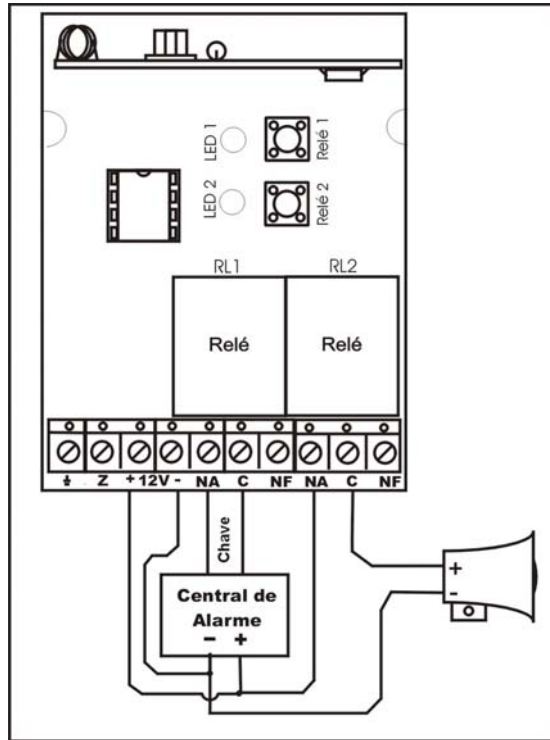 LED 1
Relé 1
LED 2
Relé 2
RL1 RL2
Relé Relé
Z + 12V - NA C NF NA C NF
Chave
Central de
Alarme
- +
+
-